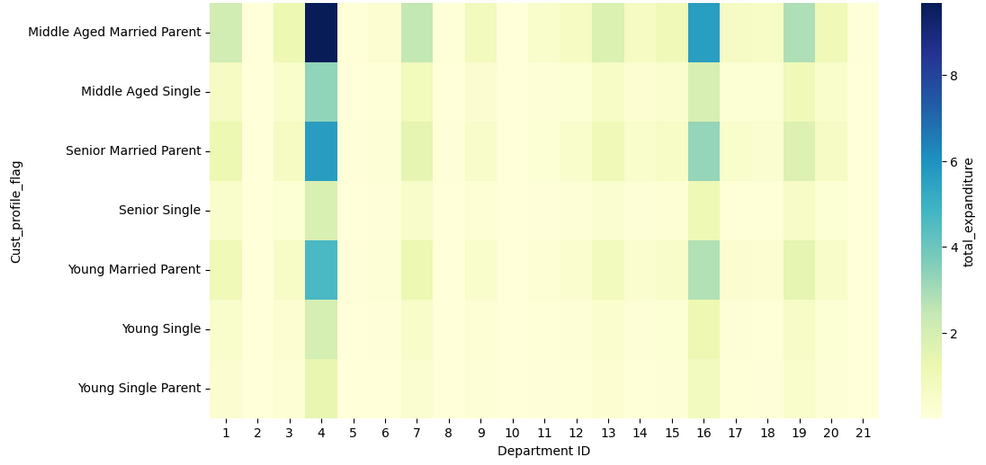 Middle Aged Married Parent
Middle Aged Single
Senior Married Parent
Senior Single
Young Married Parent
Young Single
Young Single Parent
Cust_profile_flag
1 2 3 4 5 6 7 8 9 10 11 12 13 14 15 16 17 18 19 20 21
Department ID
8
6
4
2
total_expanditure